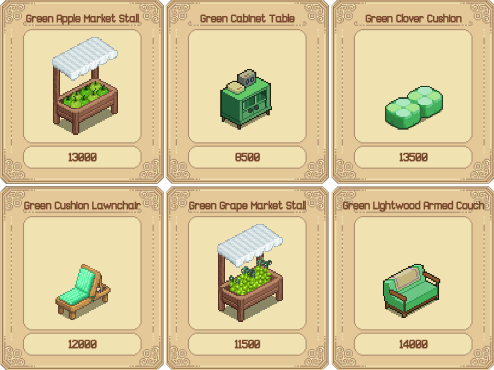 Green Apple Market Stall
13000
Green Cabinet Table
8500
Green Clover Cushion
13500
Green Cushion Lawnchair
12000
Green Grape Market Stall
11500
Green Lightwood Armed Couch
14000